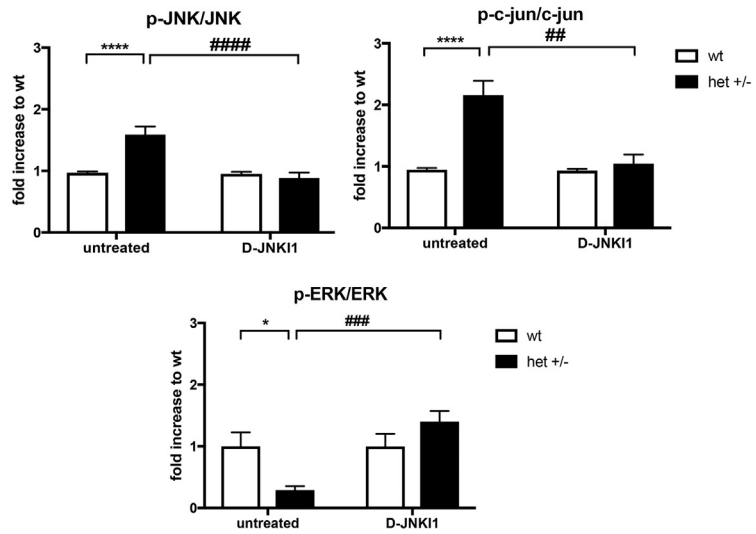 p-JNK/JNK
fold increase to wt
3
2
1
0
****
####
untreated
D-JNKI1
p-c-jun/c-jun
fold increase to wt
3
2
1
0
****
##
untreated
D-JNKI1
wt
het +/-
p-ERK/ERK
fold increase to wt
3
2
1
0
*
###
untreated
D-JNKI1
wt
het +/-